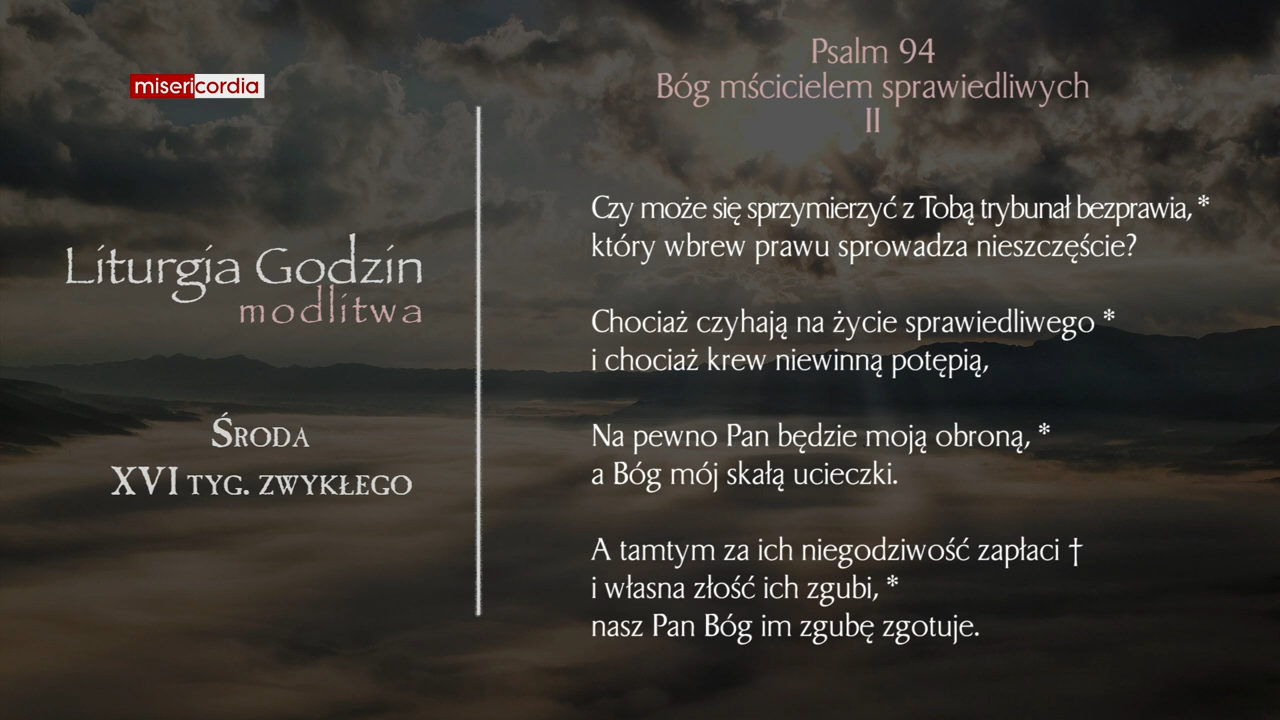 misericordia
Liturgia Godzin
modlitwa
Środa
XVI tyg. zwykłego
Psalm 94
Bóg mścicielem sprawiedliwych
II
Czy może się sprzymierzyć z Tobą trybunał bezprawia, *
który wbrew prawu sprowadza nieszczęście?
Chociaż czyhają na życie sprawiedliwego *
i chociaż krew niewinną potępią,
Na pewno Pan będzie moją obroną, *
a Bóg mój skałą ucieczki.
A tamtym za ich niegodziwość zapłaci †
i własna złość ich zgubi, *
nasz Pan Bóg im zgubę zgotuje.